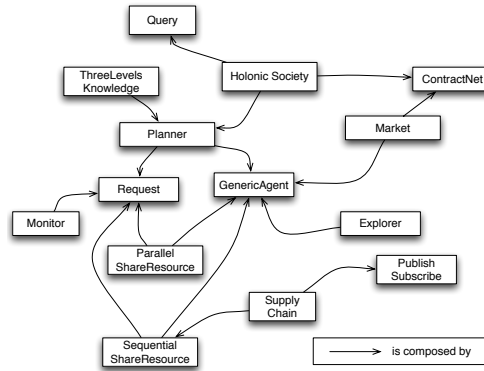 Query
Holonic Society
ContractNet
ThreeLevels
Knowledge
Planner
Market
Request
GenericAgent
Monitor
Explorer
Parallel
ShareResource
Publish
Subscribe
Supply
Chain
Sequential
ShareResource
is composed by